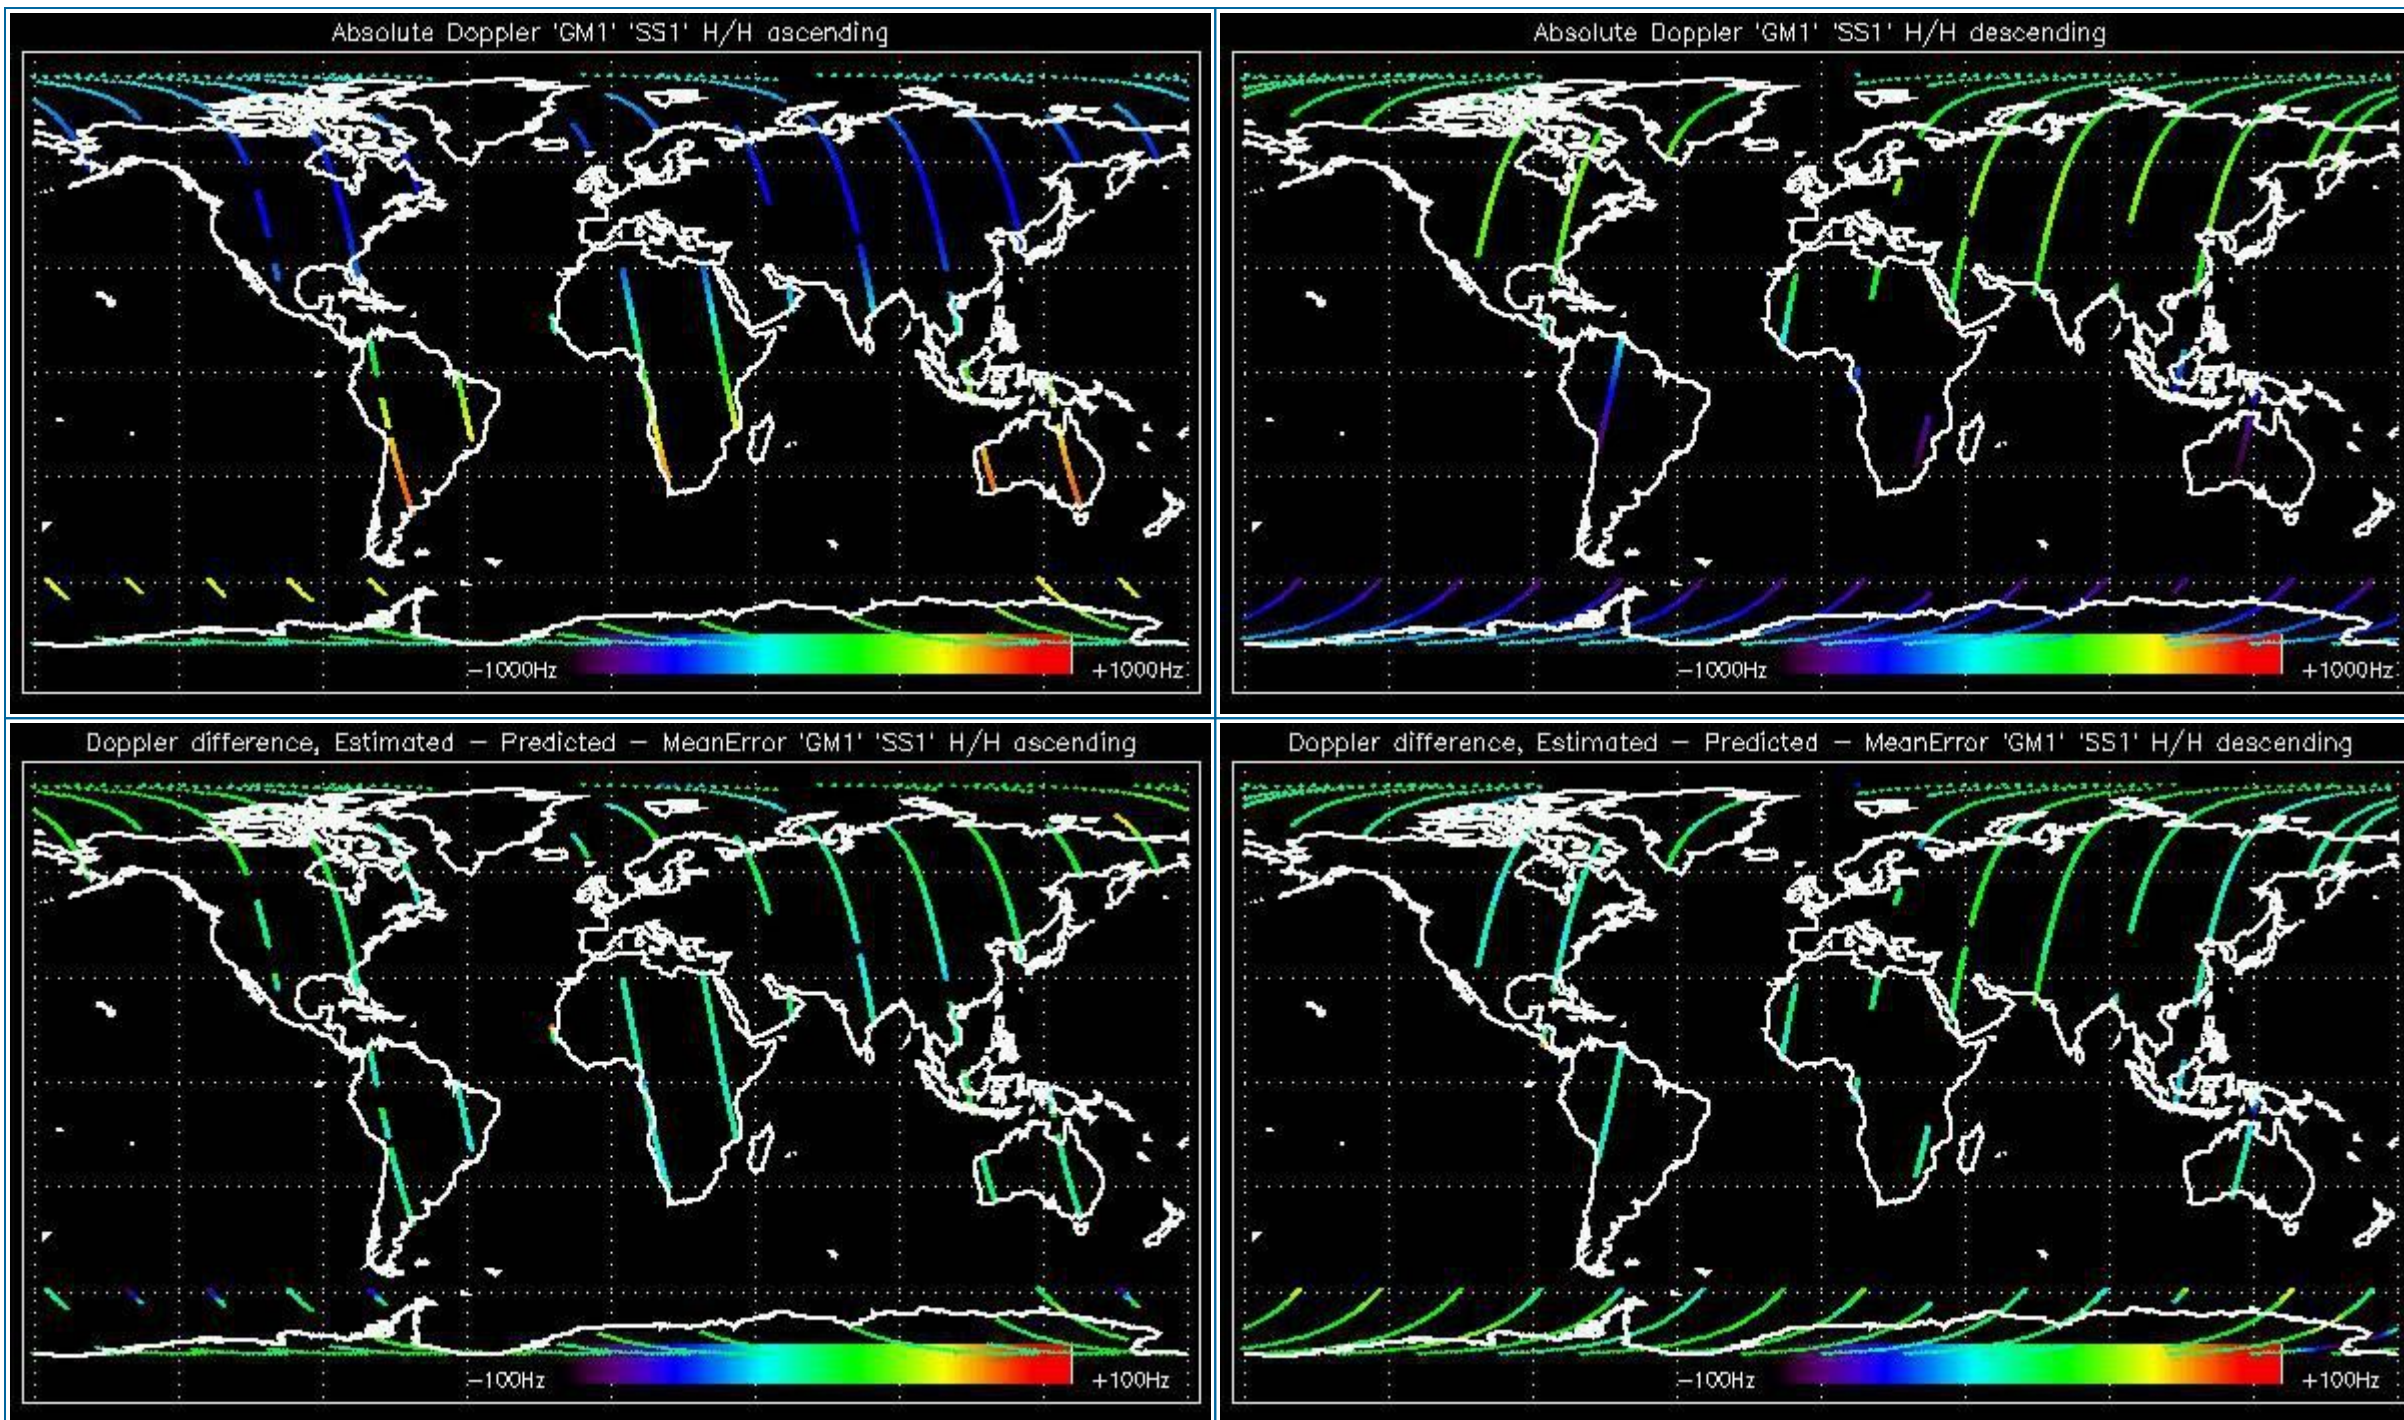 Absolute Doppler 'GM1' 'SS1' H/H ascending
-1000Hz
+1000Hz
Absolute Doppler 'GM1' 'SS1' H/H descending
-1000Hz
+1000Hz
Doppler difference, Estimated - Predicted - MeanError 'GM1' 'SS1' H/H ascending
-100Hz
+100Hz
Doppler difference, Estimated - Predicted - MeanError 'GM1' 'SS1' H/H descending
-100Hz
+100Hz